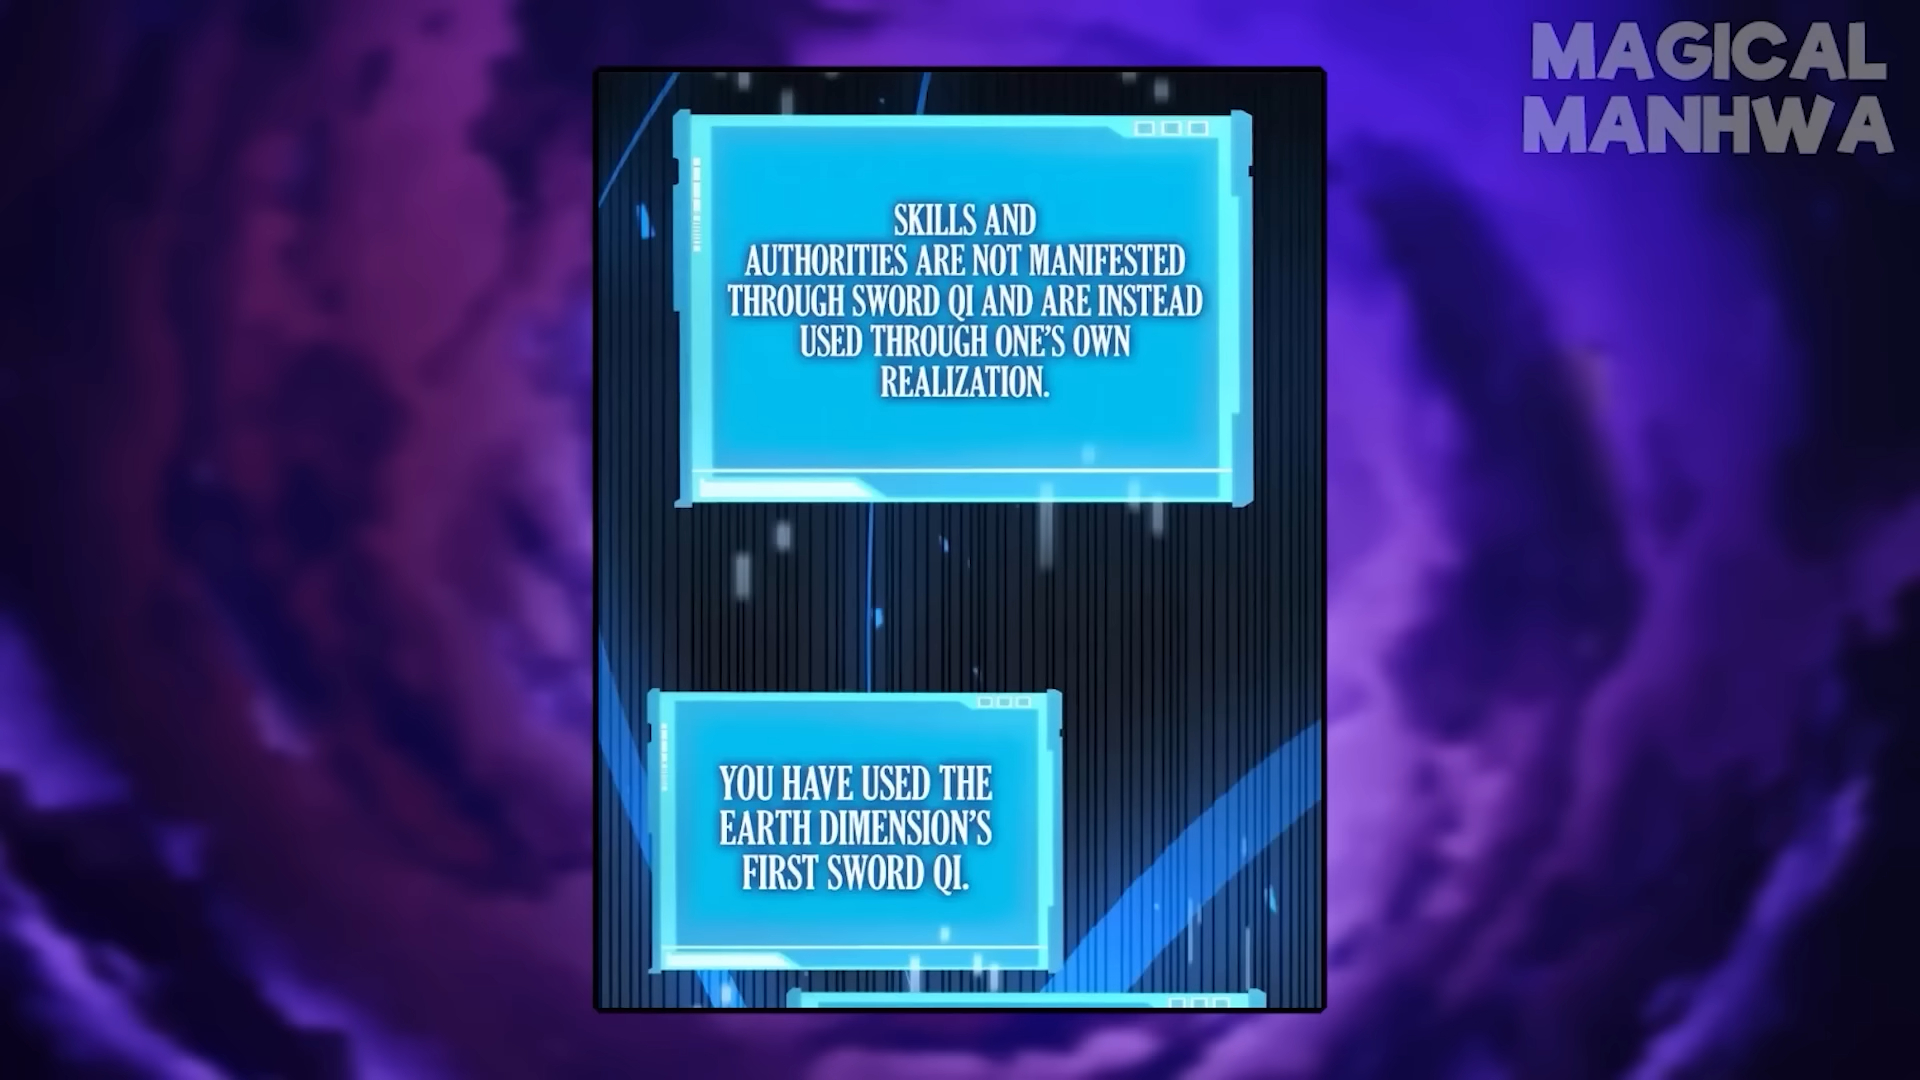 MAGICAL
MANHWA
SKILLS AND
AUTHORITIES ARE NOT MANIFESTED
THROUGH SWORD QI AND ARE INSTEAD
USED THROUGH ONE'S OWN
REALIZATION.
YOU HAVE USED THE
EARTH DIMENSION'S
FIRST SWORD QI.